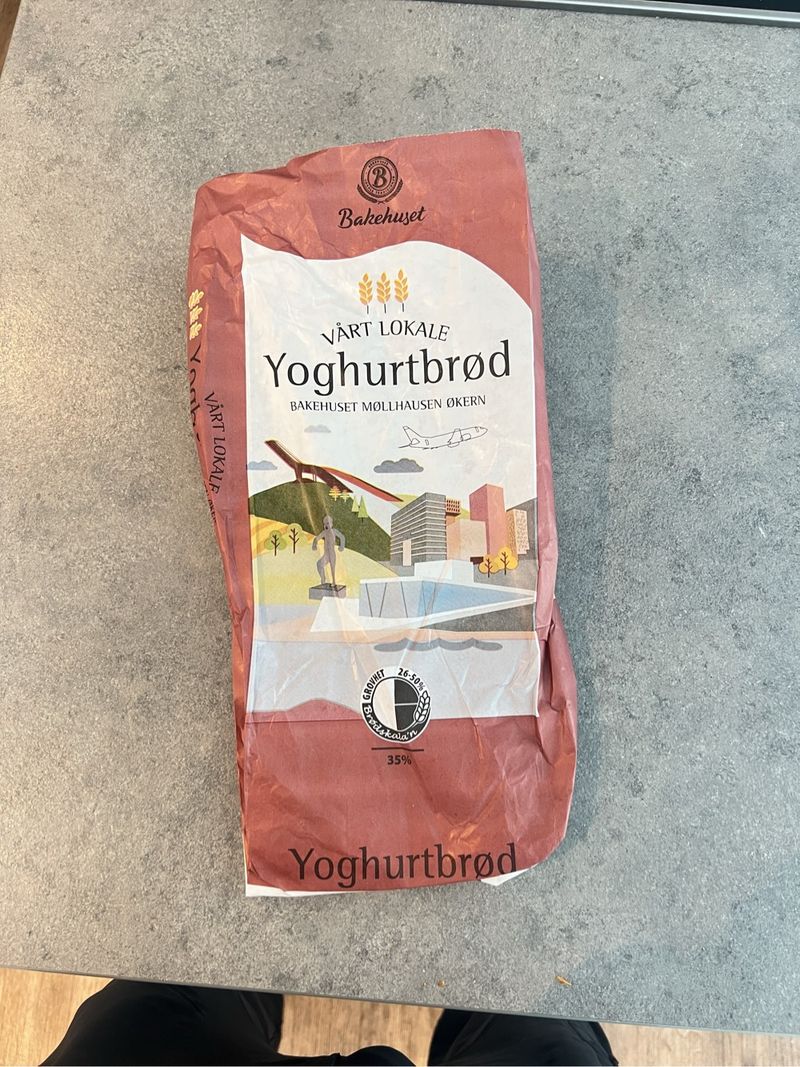 B
Bakehuset
VÅRT LOKALE
Yoghurtbrød
BAKEHUSET MØLLHAUSEN ØKERN
VÅRT LOKALE
GROVHET 26-50%
Brødskala'n
35%
Yoghurtbrød